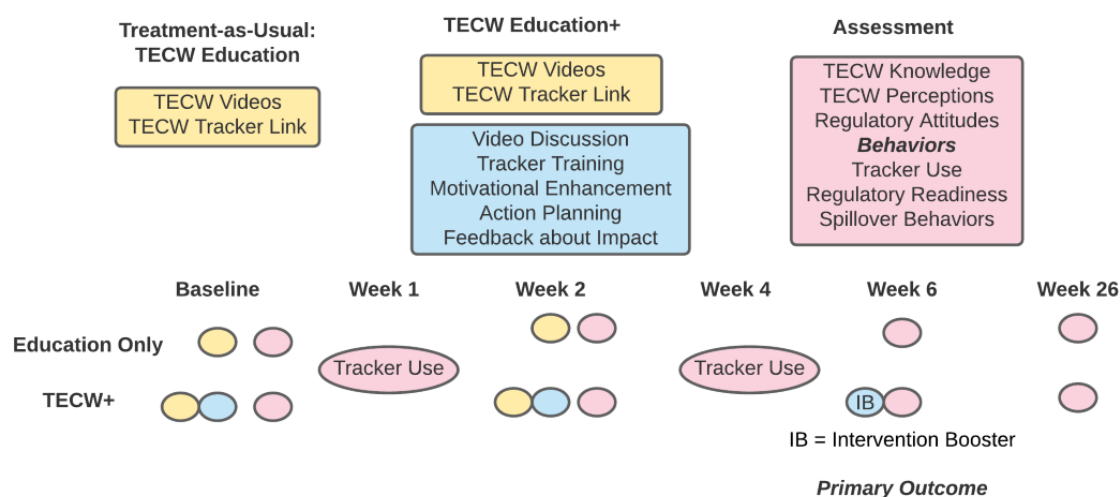 Treatment-as-Usual:
TECW Education
TECW Videos
TECW Tracker Link
TECW Education+
TECW Videos
TECW Tracker Link
Video Discussion
Tracker Training
Motivational Enhancement
Action Planning
Feedback about Impact
Assessment
TECW Knowledge
TECW Perceptions
Regulatory Attitudes
Behaviors
Tracker Use
Regulatory Readiness
Spillover Behaviors
Baseline
Week 1
Week 2
Week 4
Week 6
Week 26
Education Only
Tracker Use
Tracker Use
TECW+
IB
IB = Intervention Booster
Primary Outcome